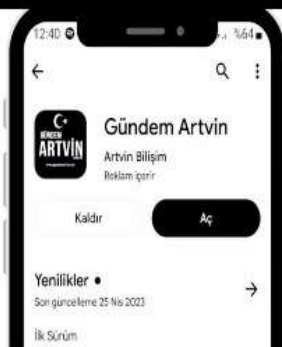 12:40
%64
GÜNDEM
ARTVİN
Gündem Artvin
Artvin Bilişim
Reklam içerir
Kaldır
Aç
Yenilikler •
Son güncelleme 25 Nis 2023
İlk Sürüm